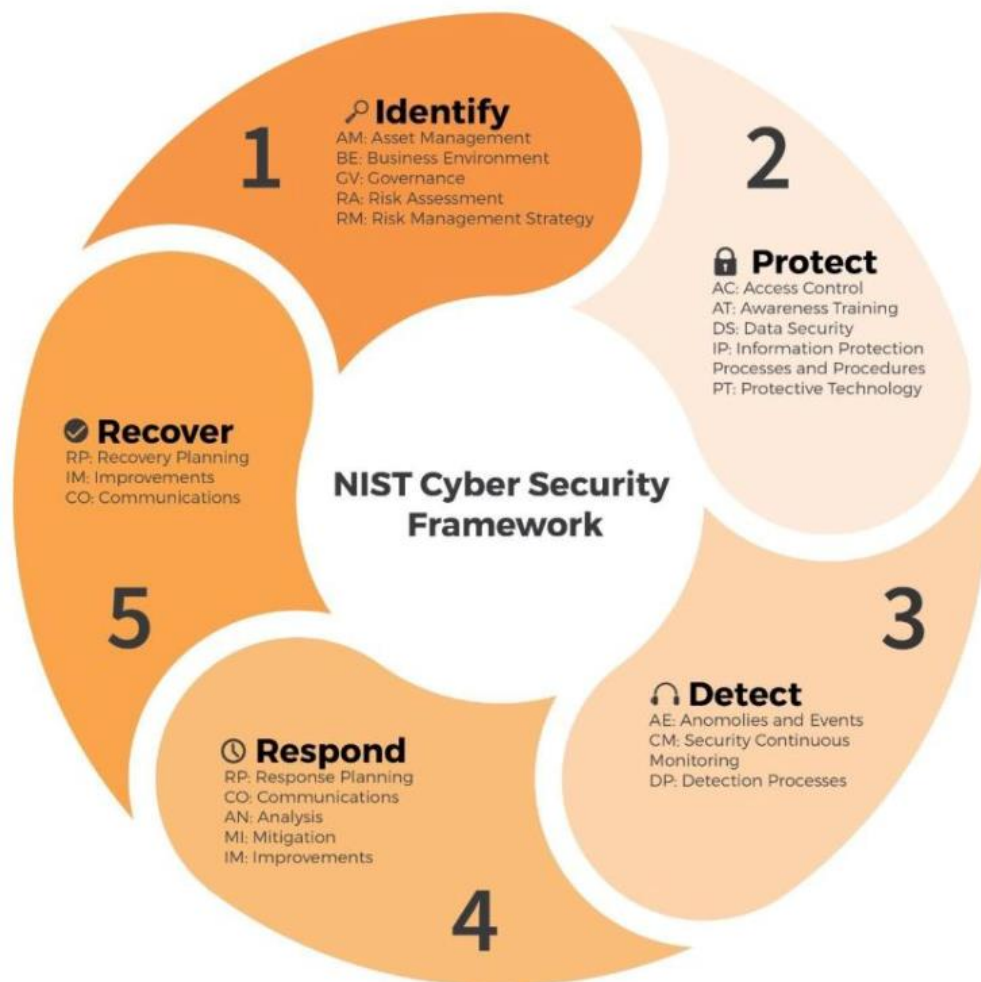 1
Identify
AM: Asset Management
BE: Business Environment
GV: Governance
RA: Risk Assessment
RM: Risk Management Strategy
2
Protect
AC: Access Control
AT: Awareness Training
DS: Data Security
IP: Information Protection
Processes and Procedures
PT: Protective Technology
3
Detect
AE: Anomolies and Events
CM: Security Continuous
Monitoring
DP: Detection Processes
4
Respond
RP: Response Planning
CO: Communications
AN: Analysis
MI: Mitigation
IM: Improvements
5
Recover
RP: Recovery Planning
IM: Improvements
CO: Communications
NIST Cyber Security
Framework